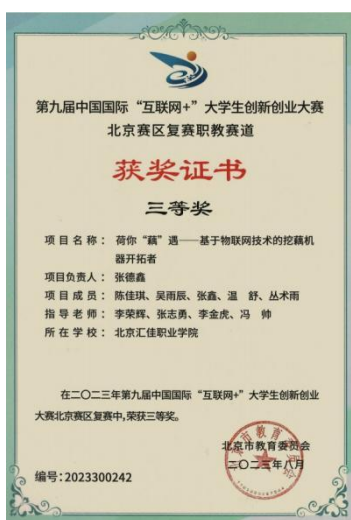 第九届中国国际“互联网+”大学生创新创业大赛
北京赛区复赛职教赛道
获奖证书
三等奖
项目名称：荷你“藕”遇——基于物联网技术的挖藕机
器开拓者
项目负责人：张德鑫
项目成员：陈佳琪、吴雨辰、张鑫、温 舒、丛术雨
指导老师：李荣辉、张志勇、李金虎、冯 帅
所在学校：北京汇佳职业学院
在二〇二三年第九届中国国际“互联网+”大学生创新创业
大赛北京赛区复赛中,荣获三等奖。
北京市教育委员会
二〇二三年八月
编号:2023300242